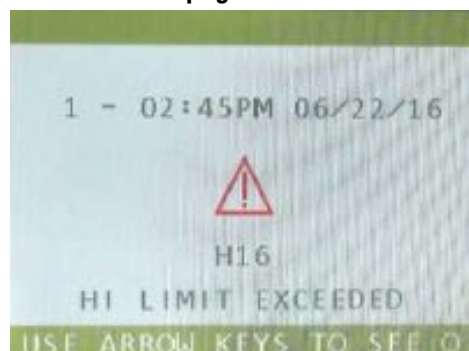 1 - 02:45PM 06/22/16
H16
HI LIMIT EXCEEDED
USE ARROW KEYS TO SEE